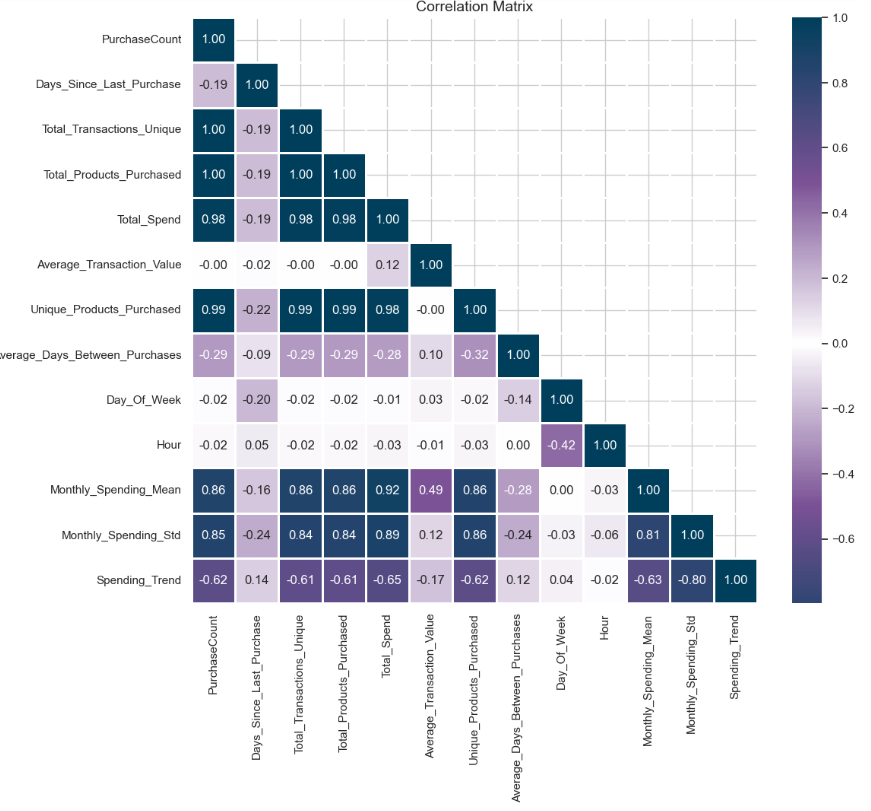 Correlation Matrix
PurchaseCount 1.00
Days_Since_Last_Purchase -0.19 1.00
Total_Transactions_Unique 1.00 -0.19 1.00
Total_Products_Purchased 1.00 -0.19 1.00 1.00
Total_Spend 0.98 -0.19 0.98 0.98 1.00
Average_Transaction_Value -0.00 -0.02 -0.00 -0.00 0.12 1.00
Unique_Products_Purchased 0.99 -0.22 0.99 0.99 0.98 -0.00 1.00
verage_Days_Between_Purchases -0.29 -0.09 -0.29 -0.29 -0.28 0.10 -0.32 1.00
Day_Of_Week -0.02 -0.20 -0.02 -0.02 -0.01 0.03 -0.02 -0.14 1.00
Hour -0.02 0.05 -0.02 -0.02 -0.03 -0.01 -0.03 0.00 -0.42 1.00
Monthly_Spending_Mean 0.86 -0.16 0.86 0.86 0.92 0.49 0.86 -0.28 0.00 -0.03 1.00
Monthly_Spending_Std 0.85 -0.24 0.84 0.84 0.89 0.12 0.86 -0.24 -0.03 -0.06 0.81 1.00
Spending_Trend -0.62 0.14 -0.61 -0.61 -0.65 -0.17 -0.62 0.12 0.04 -0.02 -0.63 -0.80 1.00
PurchaseCount
Days_Since_Last_Purchase
Total_Transactions_Unique
Total_Products_Purchased
Total_Spend
Average_Transaction_Value
Unique_Products_Purchased
Average_Days_Between_Purchases
Day_Of_Week
Hour
Monthly_Spending_Mean
Monthly_Spending_Std
Spending_Trend
1.0
0.8
0.6
0.4
0.2
0.0
−0.2
−0.4
−0.6